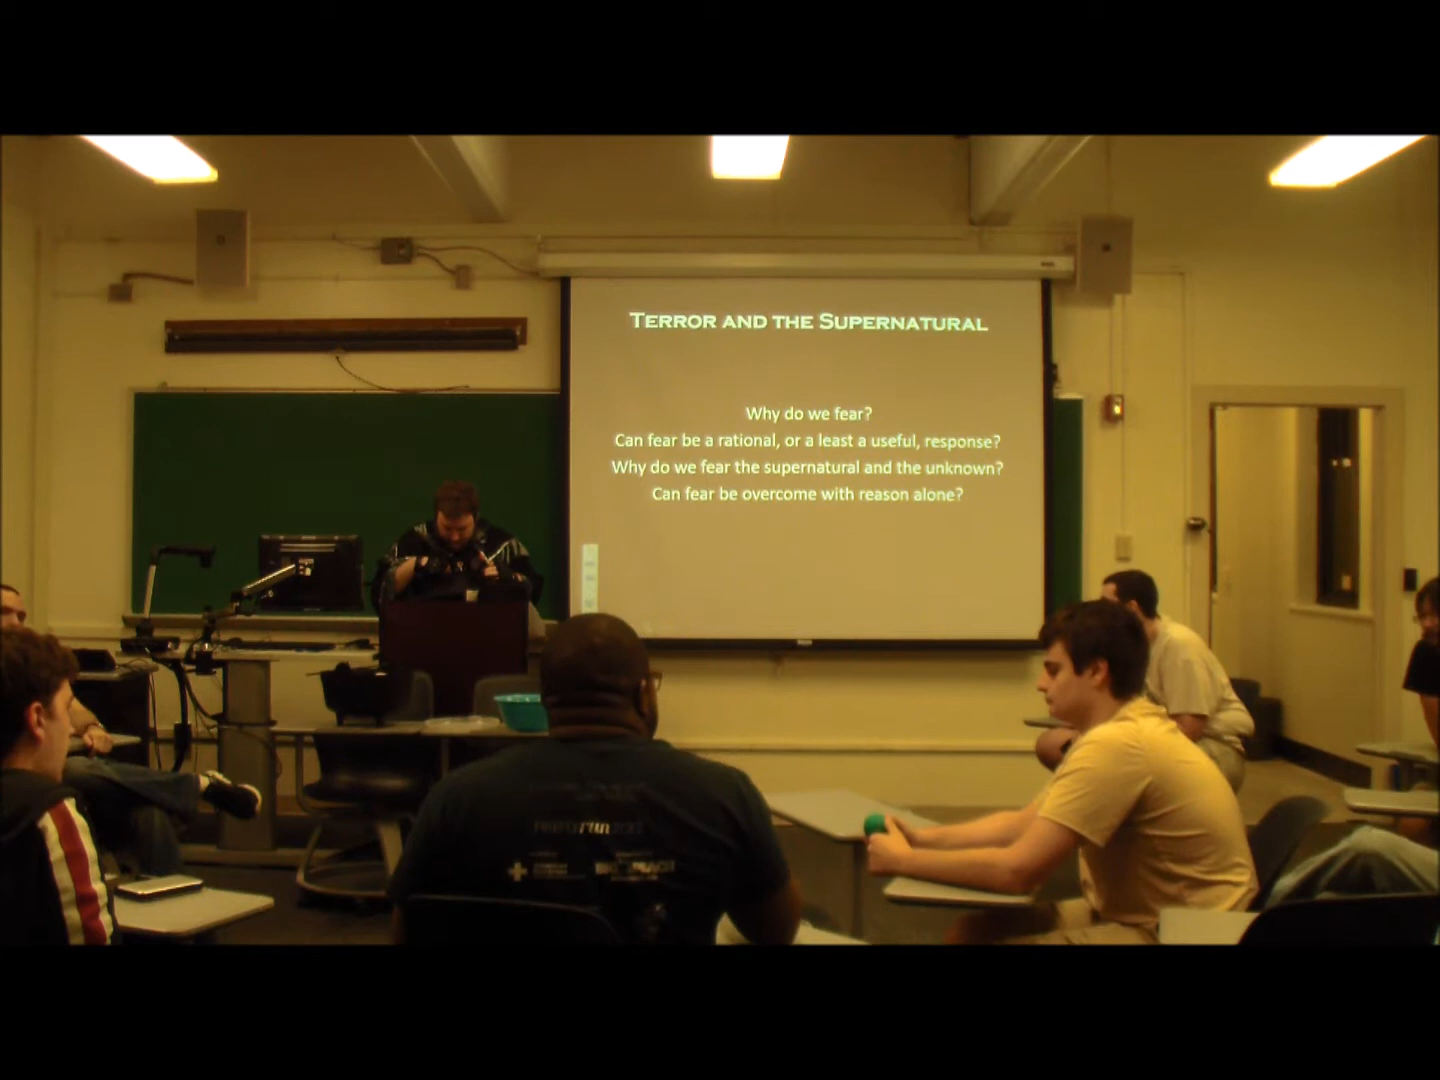 Terror and the Supernatural
Why do we fear?
Can fear be a rational, or a least a useful, response?
Why do we fear the supernatural and the unknown?
Can fear be overcome with reason alone?